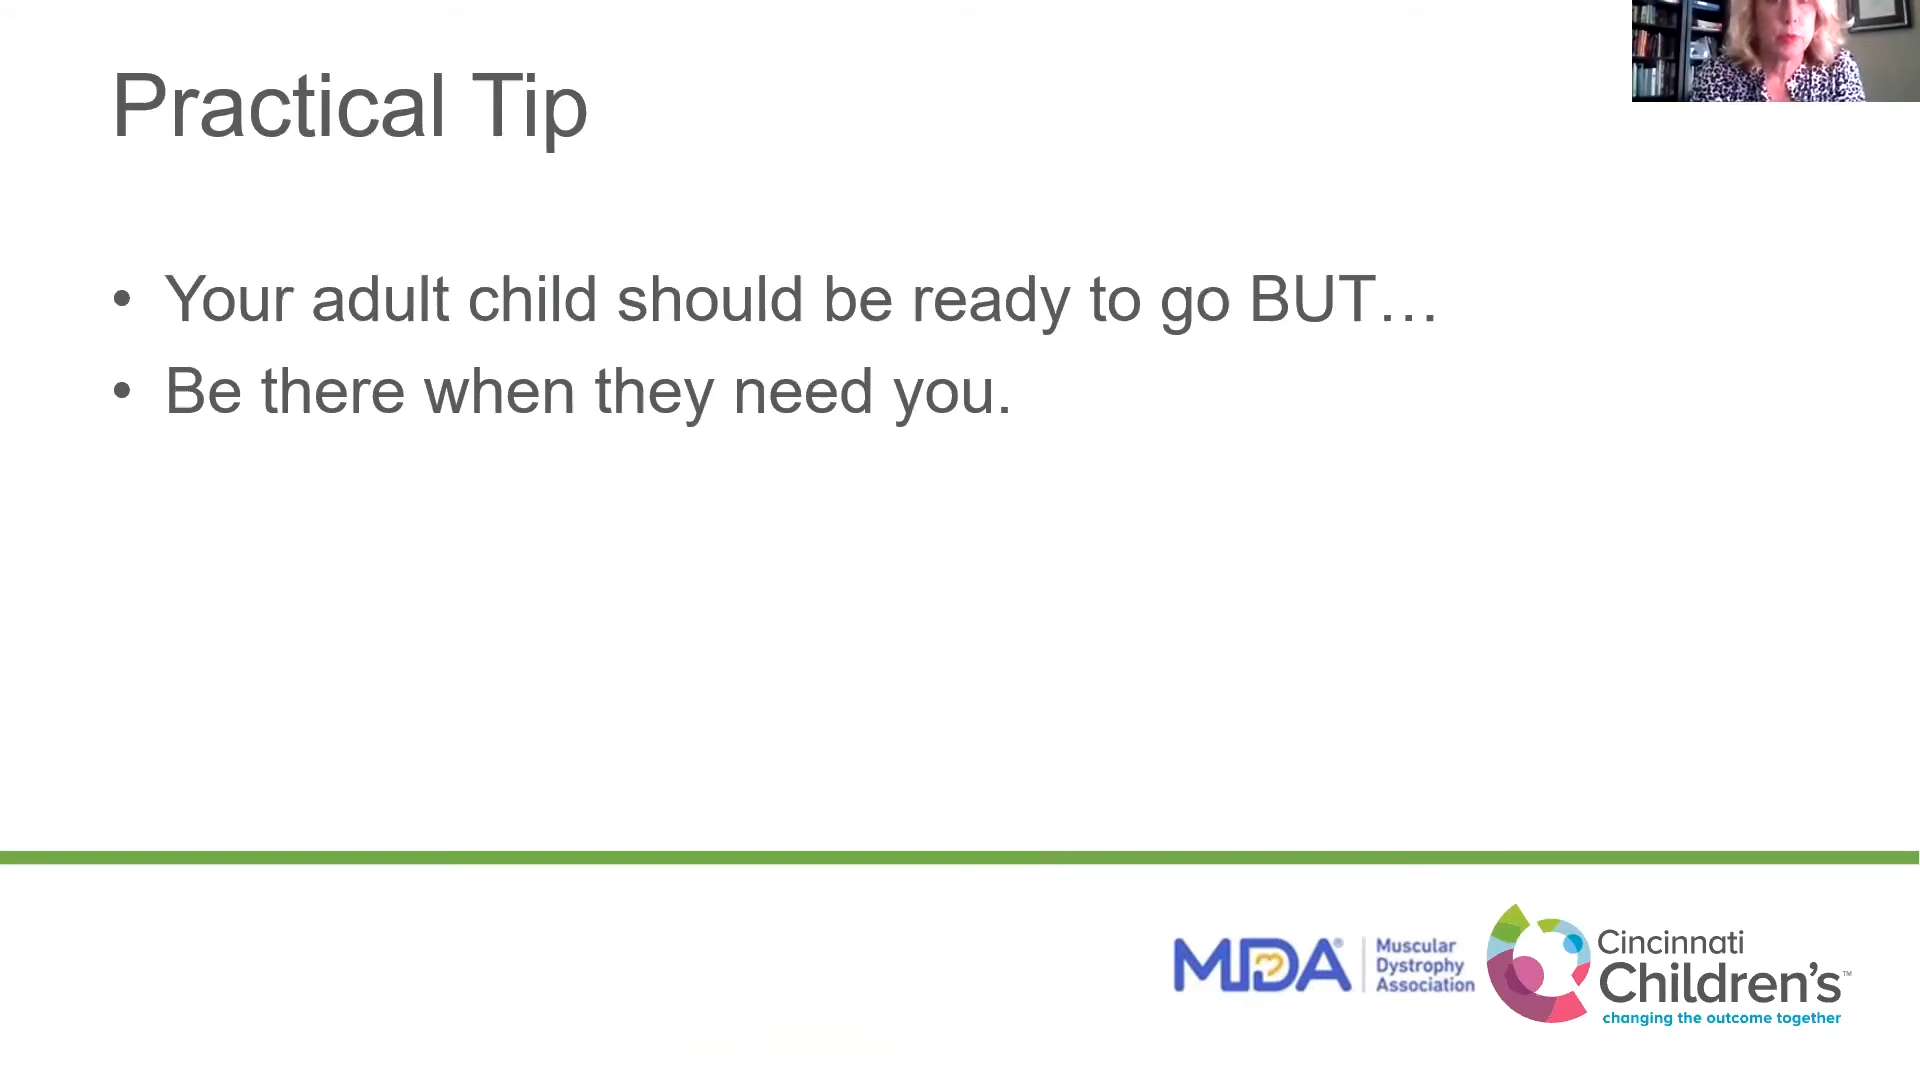 Practical Tip
• Your adult child should be ready to go BUT…
• Be there when they need you.
MDA®
Muscular
Dystrophy
Association
Cincinnati
Children's™
changing the outcome together